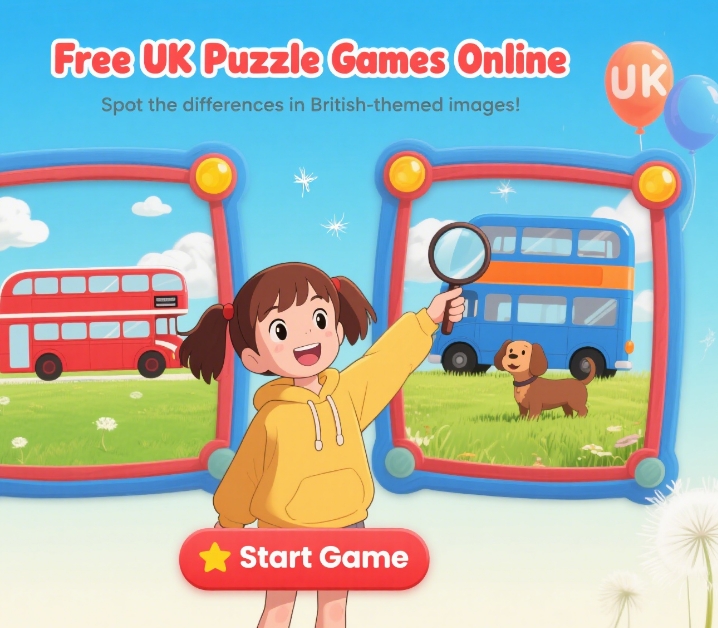 Free UK Puzzle Games Online
Spot the differences in British-themed images!
UK
Start Game